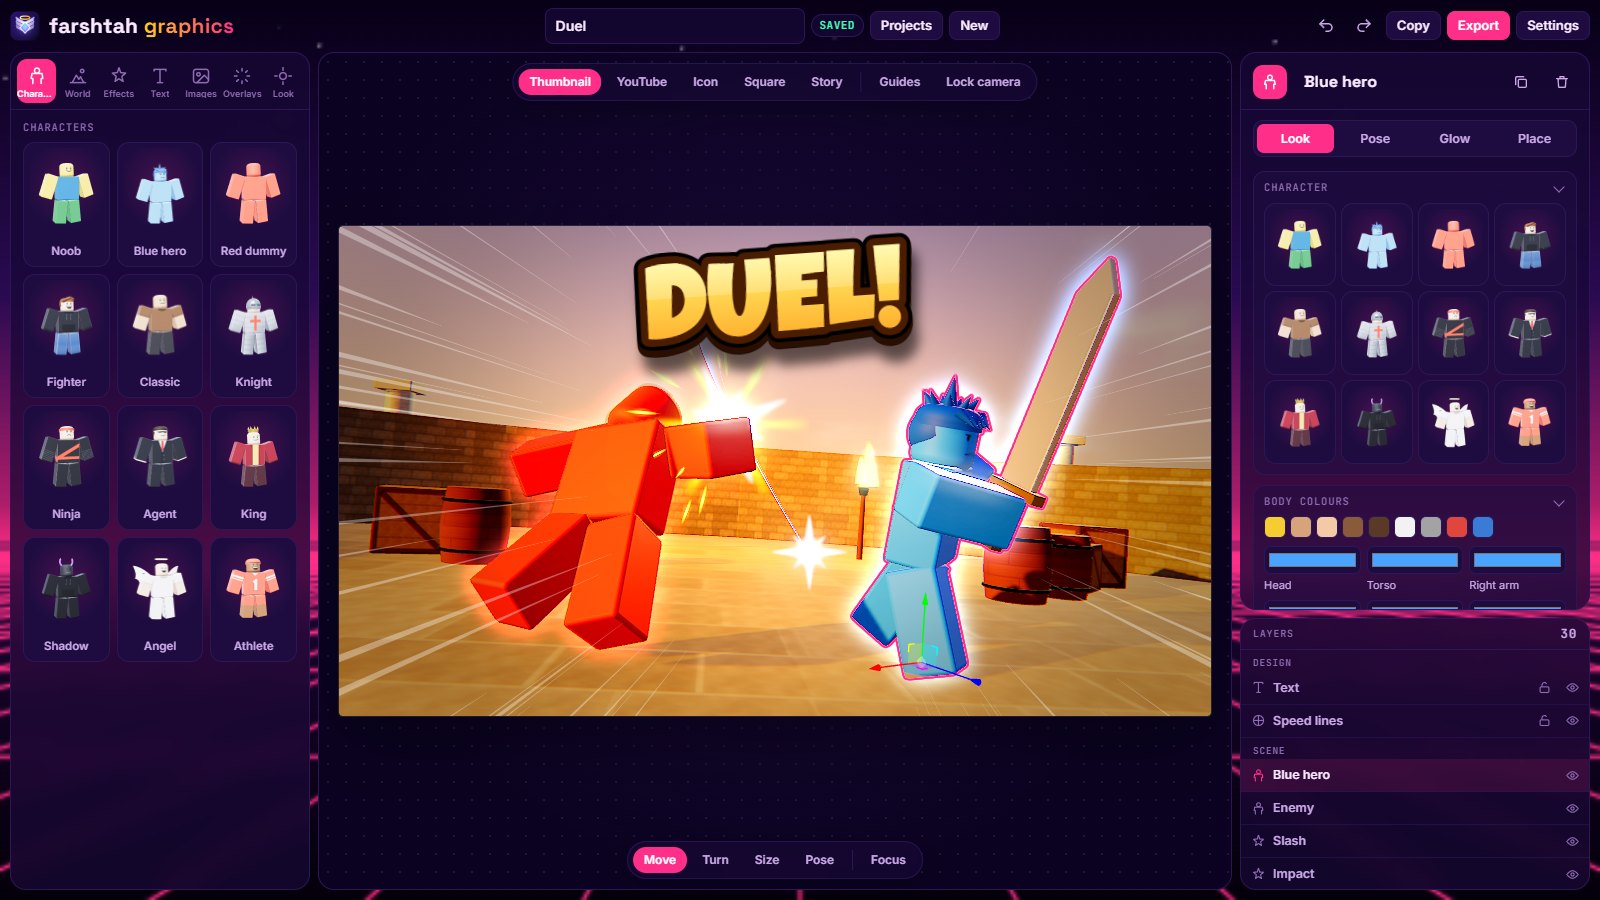 farshtah graphics
Duel
SAVED
Projects
New
Copy
Export
Settings
Chara...
World
Effects
Text
Images
Overlays
Look
CHARACTERS
Noob
Blue hero
Red dummy
Fighter
Classic
Knight
Ninja
Agent
King
Shadow
Angel
Athlete
Thumbnail
YouTube
Icon
Square
Story
Guides
Lock camera
DUEL!
Move
Turn
Size
Pose
Focus
Blue hero
Look
Pose
Glow
Place
CHARACTER
BODY COLOURS
Head
Torso
Right arm
LAYERS
30
DESIGN
Text
Speed lines
SCENE
Blue hero
Enemy
Slash
Impact